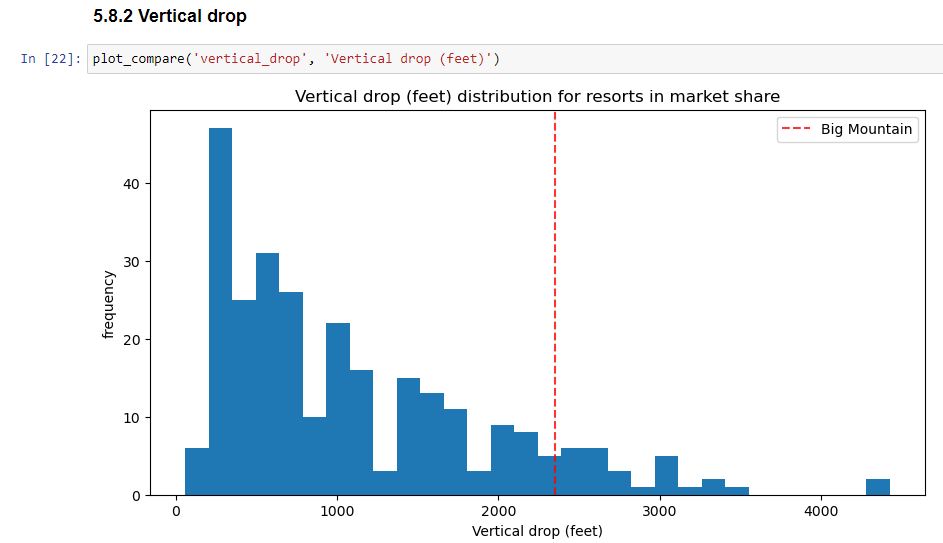 5.8.2 Vertical drop
In [22]: plot_compare('vertical_drop', 'Vertical drop (feet)')
Vertical drop (feet) distribution for resorts in market share
Big Mountain
frequency
40
30
20
10
0
0 1000 2000 3000 4000
Vertical drop (feet)